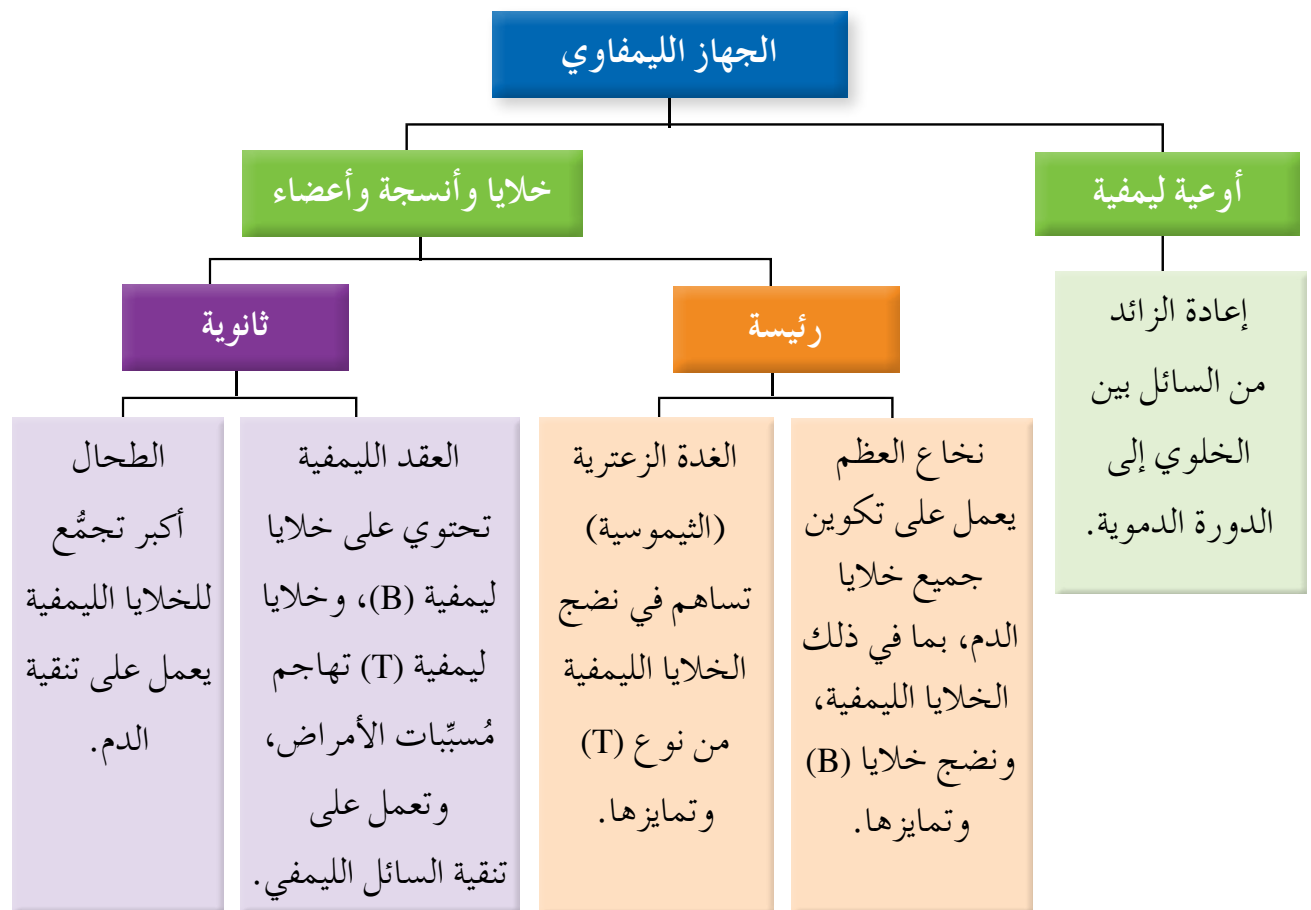 الجهاز الليمفاوي
أوعية ليمفية
إعادة الزائد
من السائل بين
الخلوي إلى
الدورة الدموية.
خلايا وأنسجة وأعضاء
رئيسة
نخاع العظم
يعمل على تكوين
جميع خلايا
الدم، بما في ذلك
الخلايا الليمفية،
ونضج خلايا (B)
وتمايزها.
الغدة الزعترية
(الثيموسية)
تساهم في نضج
الخلايا الليمفية
من نوع (T)
وتمايزها.
ثانوية
العقد الليمفية
تحتوي على خلايا
ليمفية (B)، وخلايا
ليمفية (T) تهاجم
مُسبِّبات الأمراض،
وتعمل على
تنقية السائل الليمفي.
الطحال
أكبر تجمُّع
للخلايا الليمفية
يعمل على تنقية
الدم.